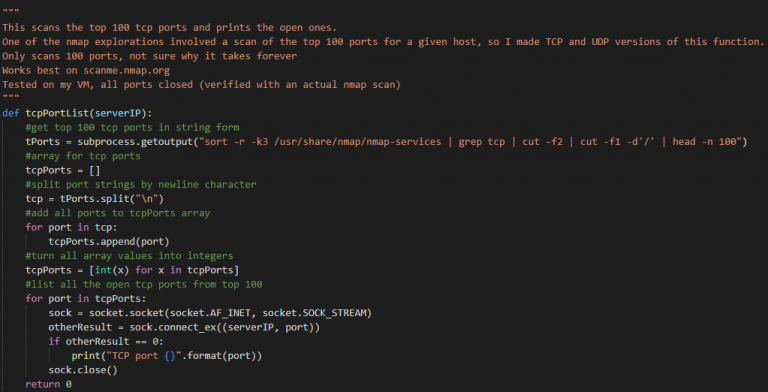 """
This scans the top 100 tcp ports and prints the open ones.
One of the nmap explorations involved a scan of the top 100 ports for a given host, so I made TCP and UDP versions of this function.
Only scans 100 ports, not sure why it takes forever
Works best on scanme.nmap.org
Tested on my VM, all ports closed (verified with an actual nmap scan)
"""
def tcpPortList(serverIP):
    #get top 100 tcp ports in string form
    tPorts = subprocess.getoutput("sort -r -k3 /usr/share/nmap/nmap-services | grep tcp | cut -f2 | cut -f1 -d'/' | head -n 100")
    #array for tcp ports
    tcpPorts = []
    #split port strings by newline character
    tcp = tPorts.split("\n")
    #add all ports to tcpPorts array
    for port in tcp:
        tcpPorts.append(port)
    #turn all array values into integers
    tcpPorts = [int(x) for x in tcpPorts]
    #list all the open tcp ports from top 100
    for port in tcpPorts:
        sock = socket.socket(socket.AF_INET, socket.SOCK_STREAM)
        otherResult = sock.connect_ex((serverIP, port))
        if otherResult == 0:
            print("TCP port {}".format(port))
        sock.close()
    return 0